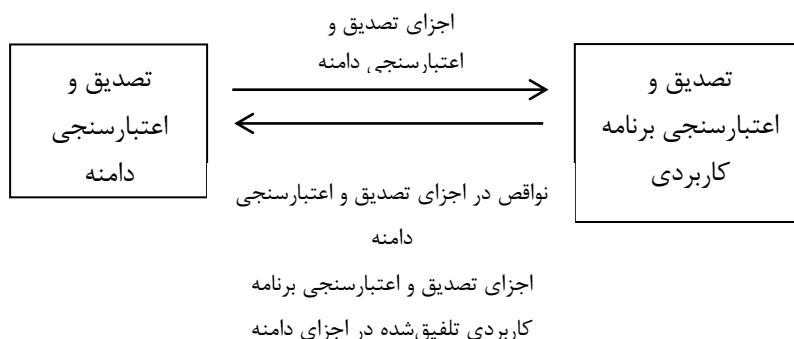 اجزای تصدیق و
اعتبارسنجی دامنه
تصدیق و
اعتبارسنجی برنامه
کاربردی
تصدیق و
اعتبارسنجی
دامنه
نواقص در اجزای تصدیق و اعتبارسنجی
دامنه
اجزای تصدیق و اعتبارسنجی برنامه
کاربردی تلفیق‌شده در اجزای دامنه